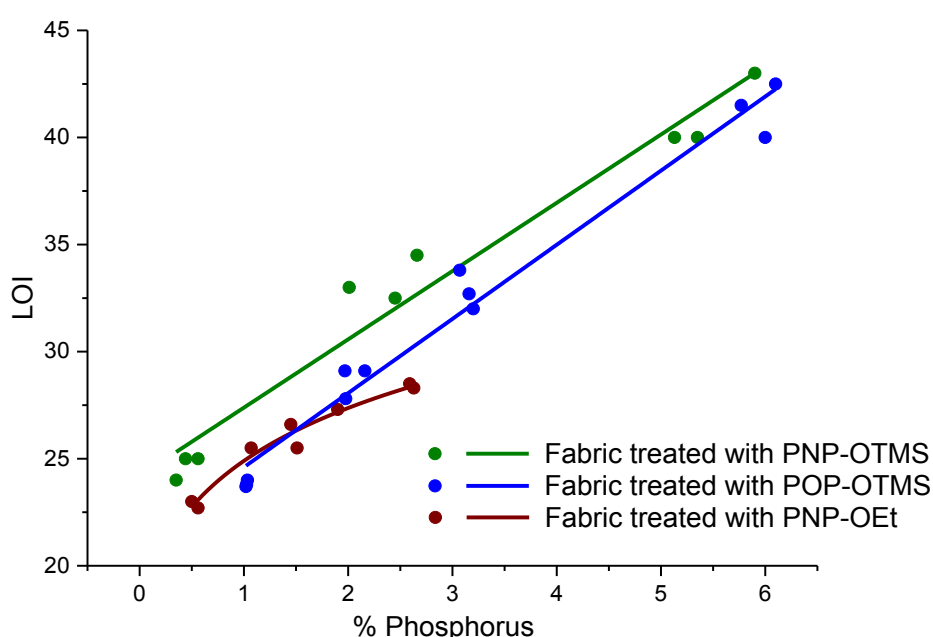 45
40
35
30
25
20
LOI
Fabric treated with PNP-OTMS
Fabric treated with POP-OTMS
Fabric treated with PNP-OEt
0 1 2 3 4 5 6
% Phosphorus